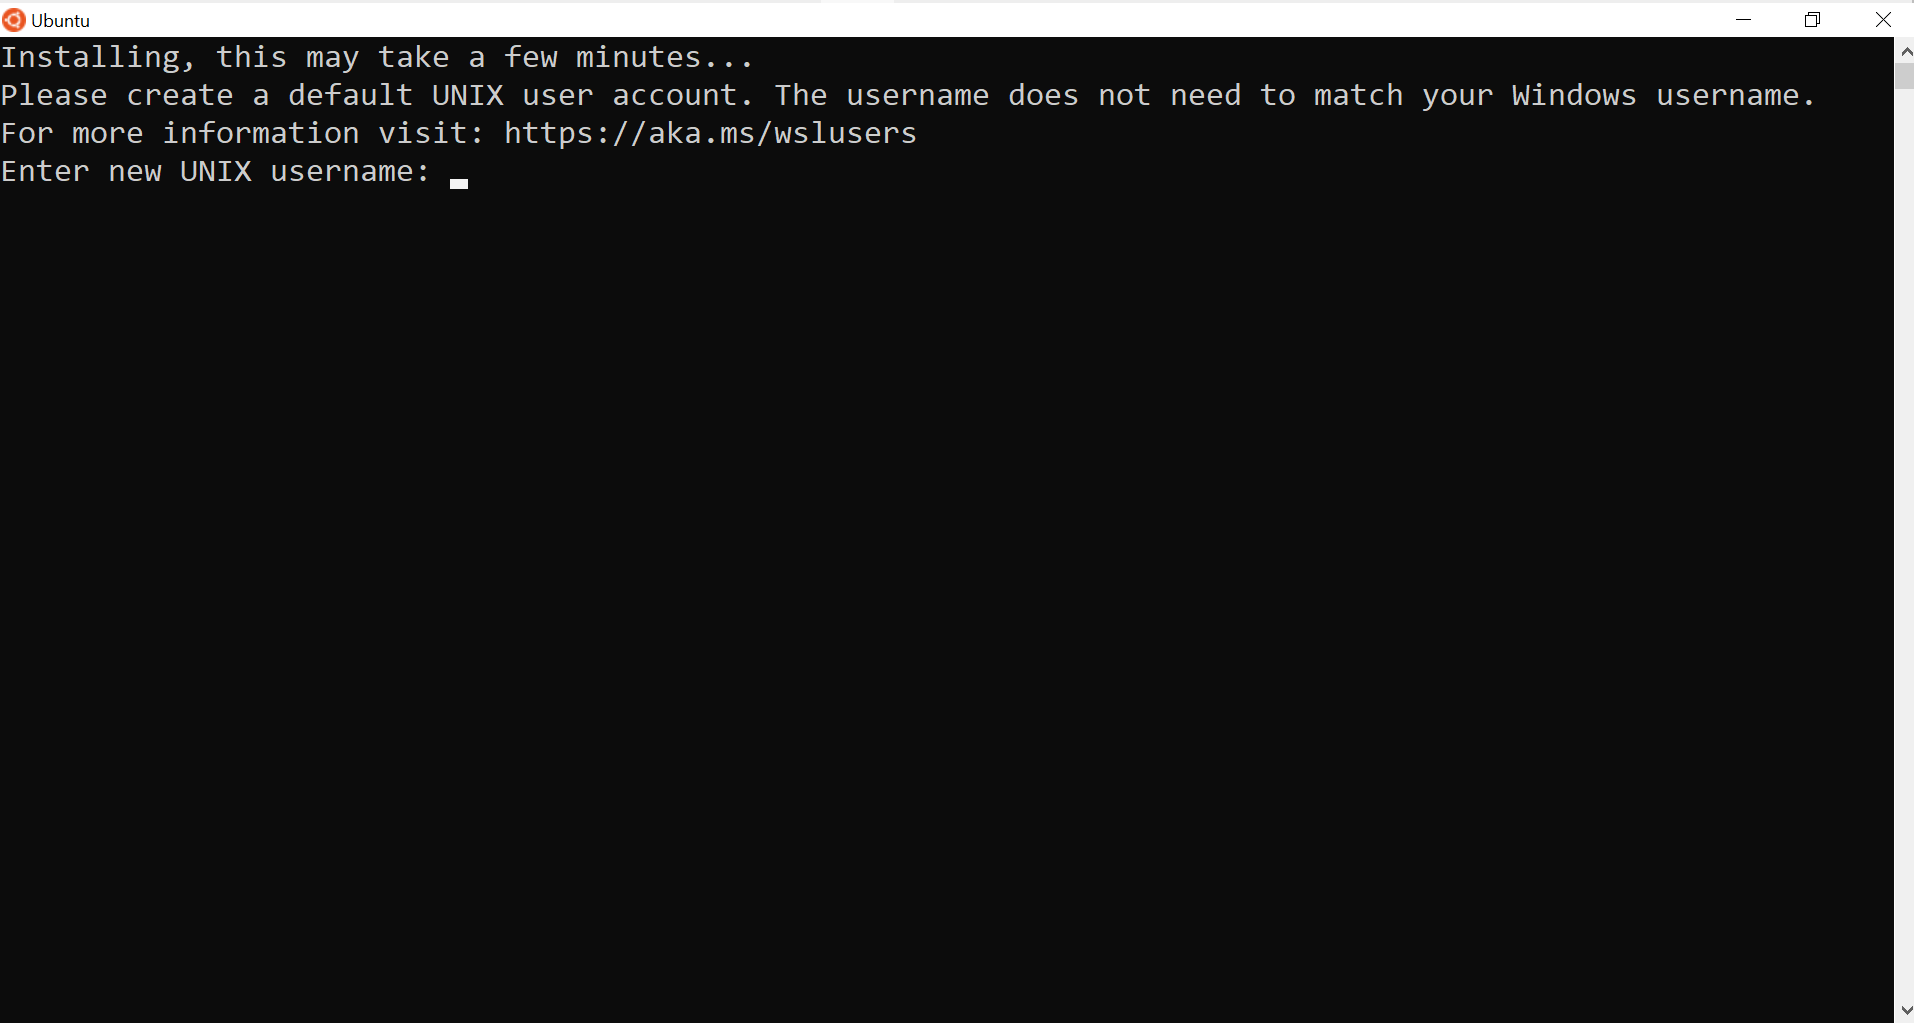 Ubuntu
Installing, this may take a few minutes...
Please create a default UNIX user account. The username does not need to match your Windows username.
For more information visit: https://aka.ms/wslusers
Enter new UNIX username: